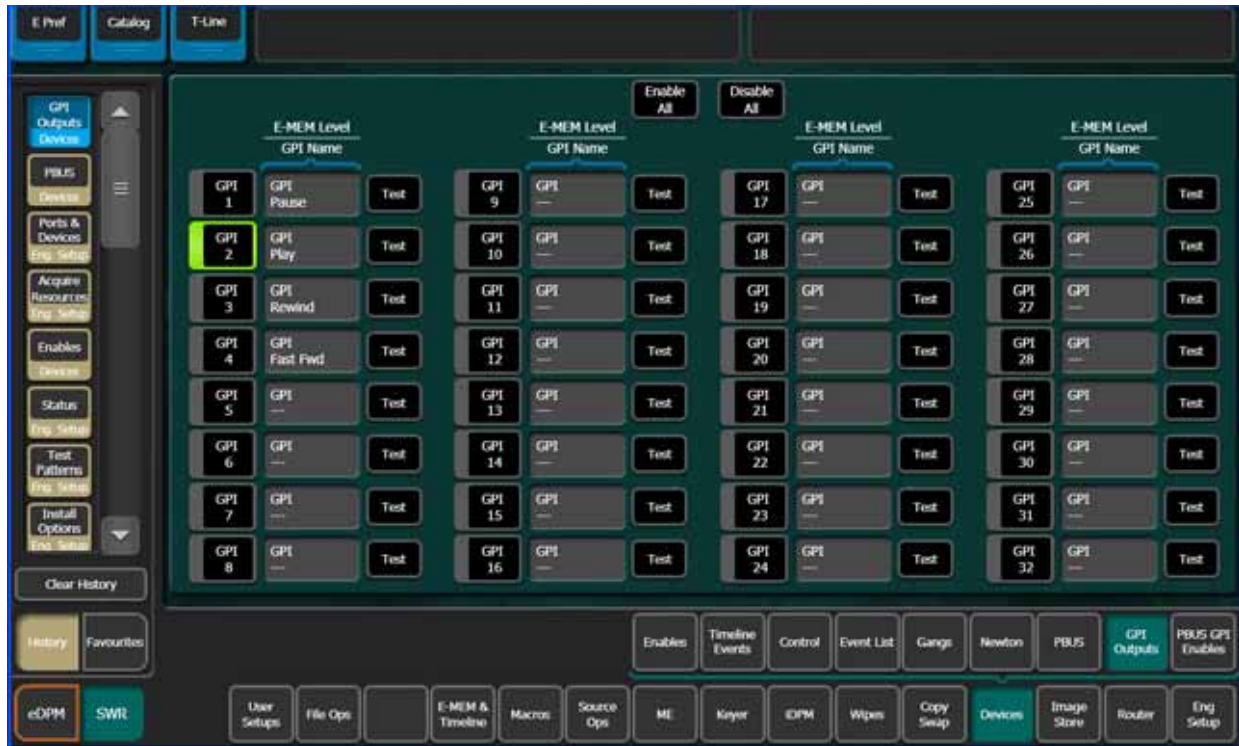 E Pref
Catalog
T-Line
GPI
Outputs
Devices
PBUS
Devices
Ports &
Devices
Eng. Setup
Acquire
Resources
Eng. Setup
Enables
Devices
Status
Eng. Setup
Test
Patterns
Eng. Setup
Install
Options
Eng. Setup
Clear History
History
Favourites
Enable
All
Disable
All
E-MEM Level
GPI Name
E-MEM Level
GPI Name
E-MEM Level
GPI Name
E-MEM Level
GPI Name
GPI
1
GPI
Pause
Test
GPI
9
GPI
---
Test
GPI
17
GPI
---
Test
GPI
25
GPI
---
Test
GPI
2
GPI
Play
Test
GPI
10
GPI
---
Test
GPI
18
GPI
---
Test
GPI
26
GPI
---
Test
GPI
3
GPI
Rewind
Test
GPI
11
GPI
---
Test
GPI
19
GPI
---
Test
GPI
27
GPI
---
Test
GPI
4
GPI
Fast Fwd
Test
GPI
12
GPI
---
Test
GPI
20
GPI
---
Test
GPI
28
GPI
---
Test
GPI
5
GPI
---
Test
GPI
13
GPI
---
Test
GPI
21
GPI
---
Test
GPI
29
GPI
---
Test
GPI
6
GPI
---
Test
GPI
14
GPI
---
Test
GPI
22
GPI
---
Test
GPI
30
GPI
---
Test
GPI
7
GPI
---
Test
GPI
15
GPI
---
Test
GPI
23
GPI
---
Test
GPI
31
GPI
---
Test
GPI
8
GPI
---
Test
GPI
16
GPI
---
Test
GPI
24
GPI
---
Test
GPI
32
GPI
---
Test
Enables
Timeline
Events
Control
Event List
Gangs
Newton
PBUS
GPI
Outputs
PBUS GPI
Enables
eDPM
SWR
User
Setups
File Ops
E-MEM &
Timeline
Macros
Source
Ops
ME
Keyer
iDPM
Wipes
Copy
Swap
Devices
Image
Store
Router
Eng
Setup